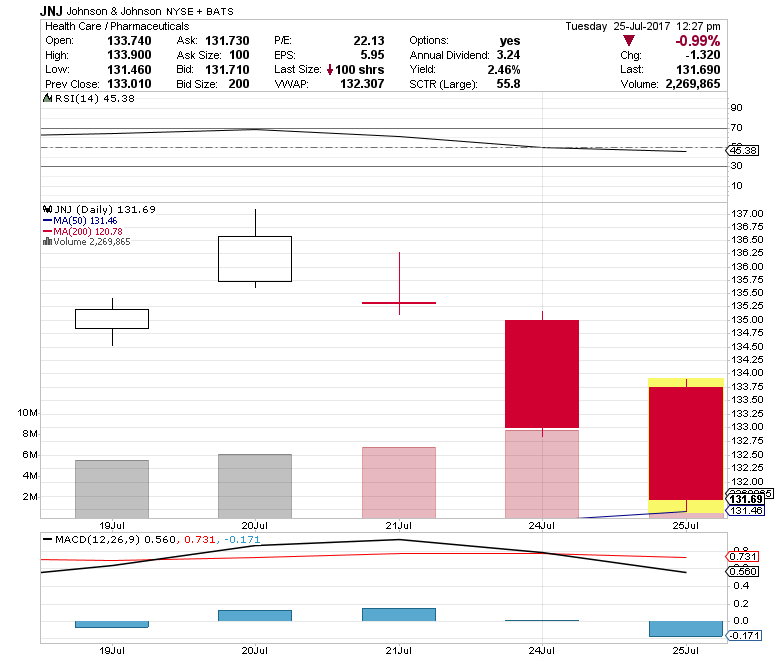 JNJ Johnson & Johnson NYSE + BATS
Health Care / Pharmaceuticals Tuesday 25-Jul-2017 12:27 pm
Open: 133.740 Ask: 131.730 P/E: 22.13 Options: yes ▼ -0.99%
High: 133.900 Ask Size: 100 EPS: 5.95 Annual Dividend: 3.24 Chg: -1.320
Low: 131.460 Bid: 131.710 Last Size: ↓100 shrs Yield: 2.46% Last: 131.690
Prev Close: 133.010 Bid Size: 200 VWAP: 132.307 SCTR (Large): 55.8 Volume: 2,269,865
RSI(14) 45.38
90
70
45.38
30
10
JNJ (Daily) 131.69
MA(50) 131.46
MA(200) 120.78
Volume 2,269,865
137.00
136.75
136.50
136.25
136.00
135.75
135.50
135.25
135.00
134.75
134.50
134.25
134.00
133.75
133.50
10M 133.25
133.00
8M 132.75
6M 132.50
132.25
4M 132.00
2M 2269865
131.69
131.46
19Jul 20Jul 21Jul 24Jul 25Jul
MACD(12,26,9) 0.560, 0.731, -0.171
0.8
0.731
0.560
0.4
0.2
0.0
-0.171
19Jul 20Jul 21Jul 24Jul 25Jul